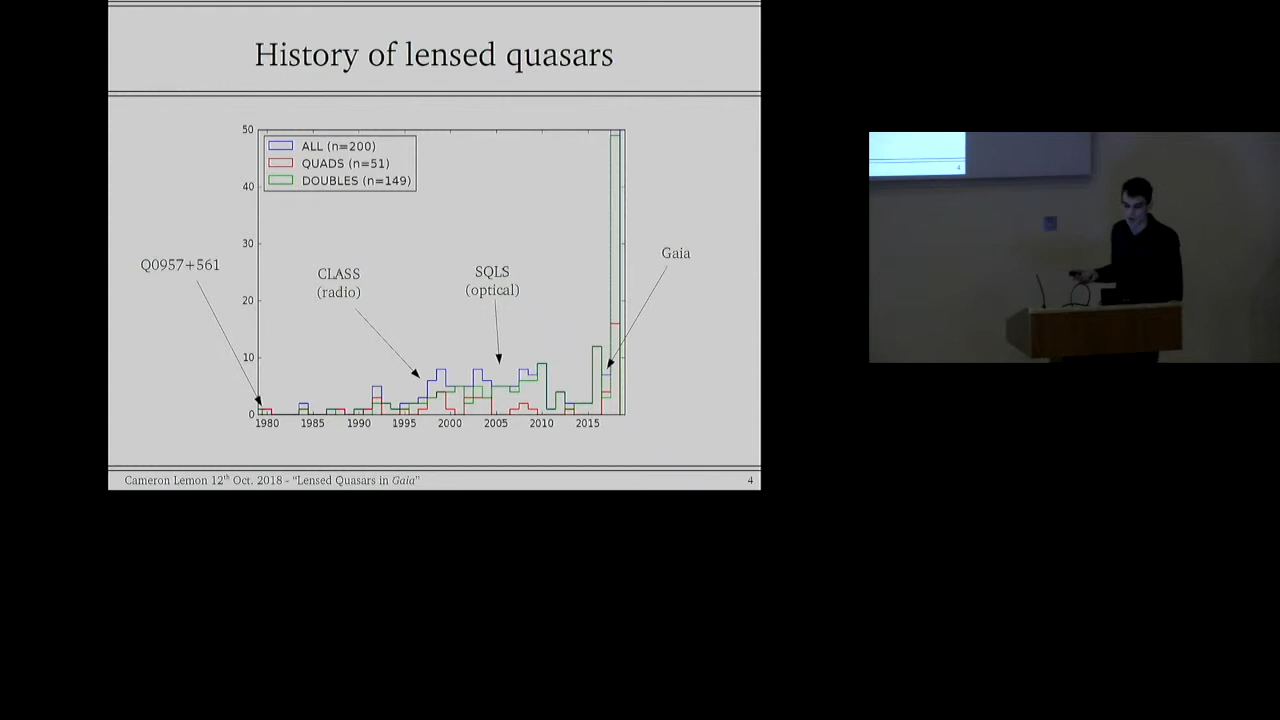 History of lensed quasars
50
40
30
20
10
0
ALL (n=200)
QUADS (n=51)
DOUBLES (n=149)
Q0957+561
CLASS
(radio)
SQLS
(optical)
Gaia
1980 1985 1990 1995 2000 2005 2010 2015
Cameron Lemon 12th Oct. 2018 - "Lensed Quasars in Gaia"
4
4